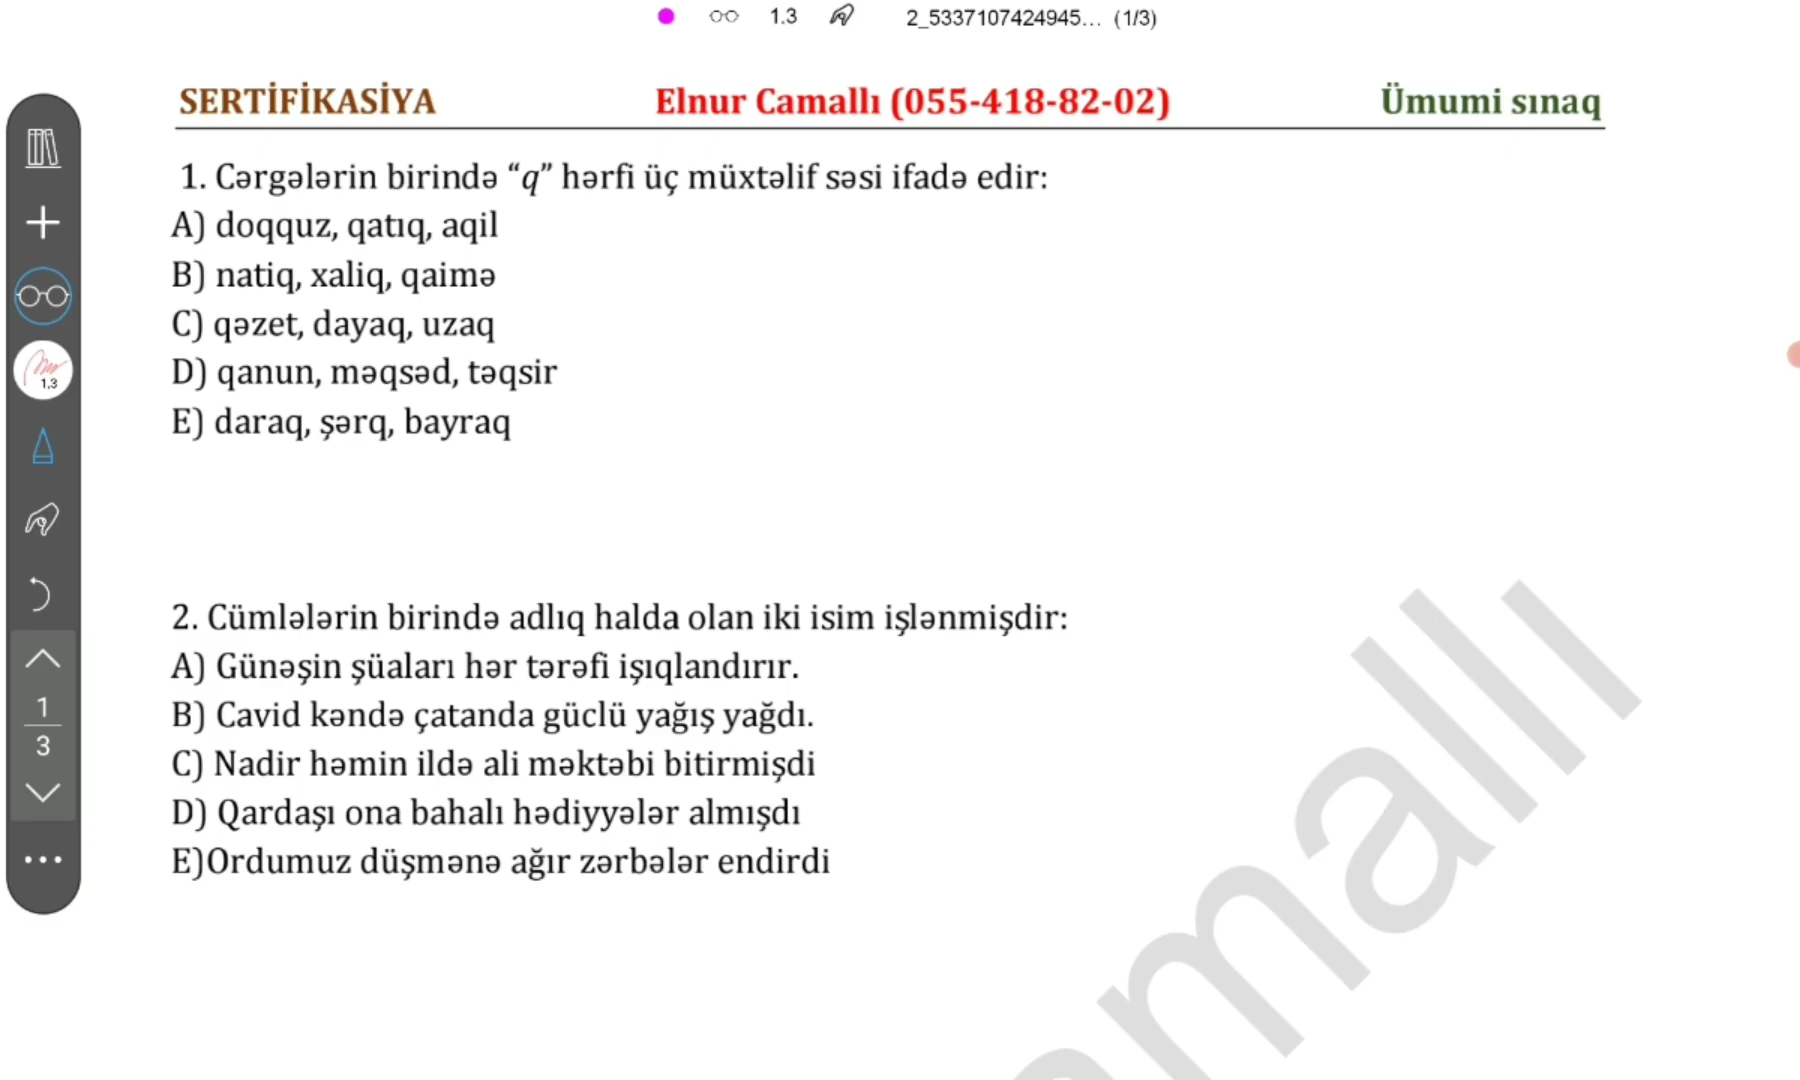 1.3 2_5337107424945... (1/3)
SERTİFİKASİYA Elnur Camallı (055-418-82-02) Ümumi sınaq
1. Cərgələrin birində “q” hərfi üç müxtəlif səsi ifadə edir:
A) doqquz, qatıq, aqil
B) natiq, xaliq, qaimə
C) qəzet, dayaq, uzaq
D) qanun, məqsəd, təqsir
E) daraq, şərq, bayraq
2. Cümlələrin birində adlıq halda olan iki isim işlənmişdir:
A) Günəşin şüaları hər tərəfi işıqlandırır.
B) Cavid kəndə çatanda güclü yağış yağdı.
C) Nadir həmin ildə ali məktəbi bitirmişdi
D) Qardaşı ona bahalı hədiyyələr almışdı
E)Ordumuz düşmənə ağır zərbələr endirdi
1,3
1
3
amallı